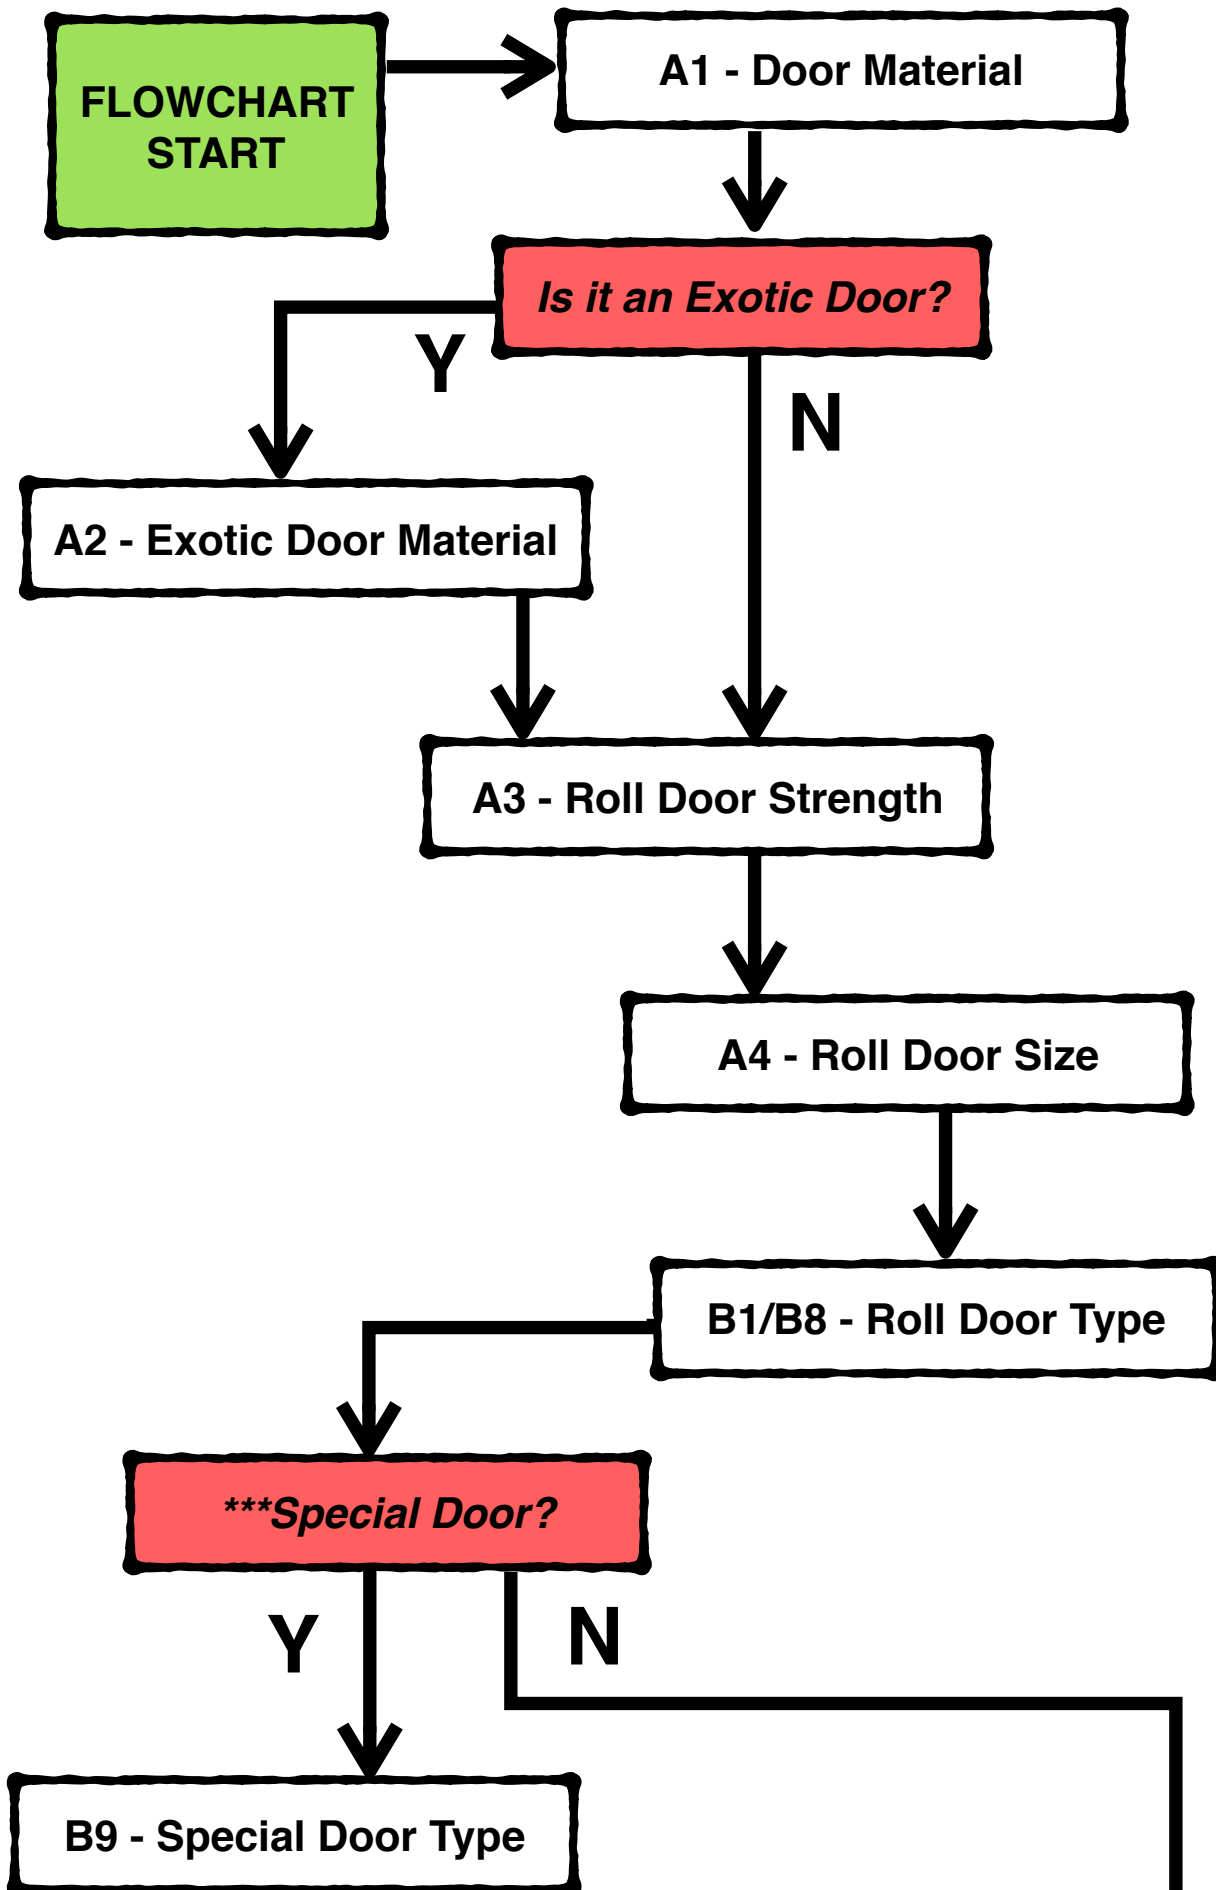 FLOWCHART
START
A1 - Door Material
Is it an Exotic Door?
Y
N
A2 - Exotic Door Material
A3 - Roll Door Strength
A4 - Roll Door Size
B1/B8 - Roll Door Type
***Special Door?
Y
N
B9 - Special Door Type